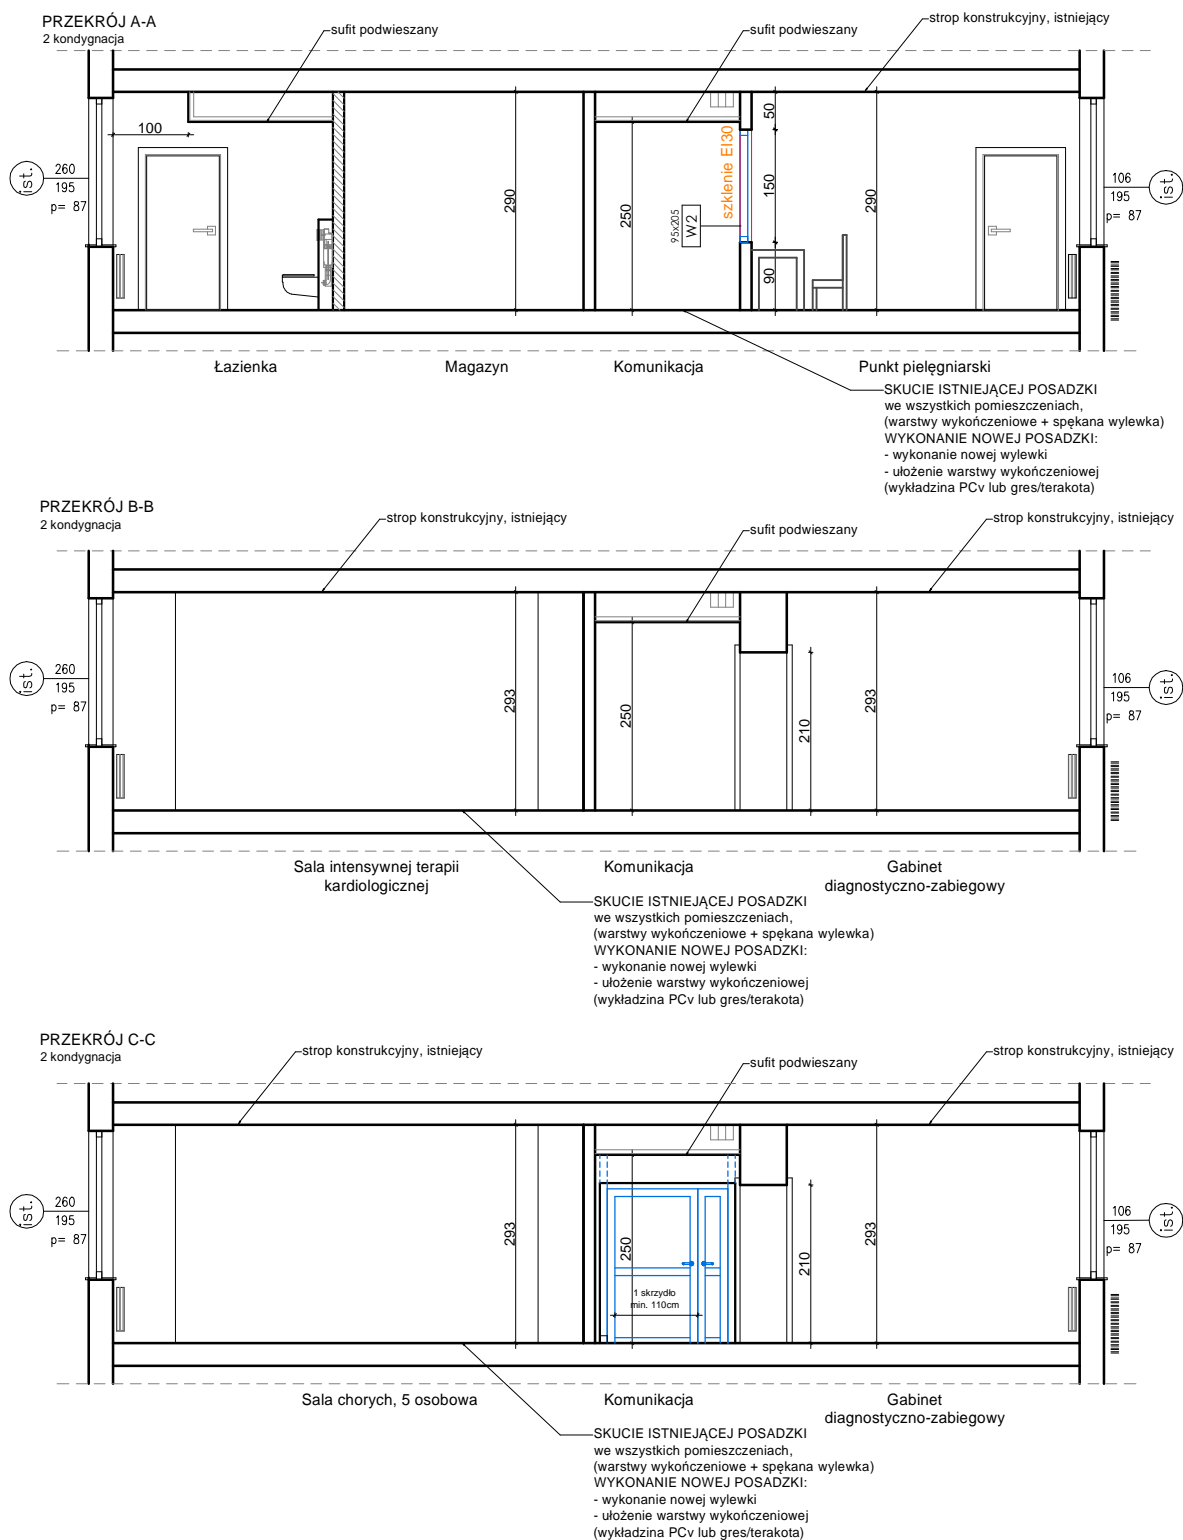 PRZEKRÓJ A-A
2 kondygnacja
sufit podwieszany
sufit podwieszany
strop konstrukcyjny, istniejący
100
50
szklenie EI30
150
290
250
290
95x205
W2
90
ist.
260
195
p= 87
106
195
p= 87
ist.
Łazienka
Magazyn
Komunikacja
Punkt pielęgniarski
SKUCIE ISTNIEJĄCEJ POSADZKI
we wszystkich pomieszczeniach,
(warstwy wykończeniowe + spękana wylewka)
WYKONANIE NOWEJ POSADZKI:
- wykonanie nowej wylewki
- ułożenie warstwy wykończeniowej
(wykładzina PCv lub gres/terakota)
PRZEKRÓJ B-B
2 kondygnacja
strop konstrukcyjny, istniejący
sufit podwieszany
strop konstrukcyjny, istniejący
ist.
260
195
p= 87
293
250
210
293
106
195
p= 87
ist.
Sala intensywnej terapii
kardiologicznej
Komunikacja
Gabinet
diagnostyczno-zabiegowy
SKUCIE ISTNIEJĄCEJ POSADZKI
we wszystkich pomieszczeniach,
(warstwy wykończeniowe + spękana wylewka)
WYKONANIE NOWEJ POSADZKI:
- wykonanie nowej wylewki
- ułożenie warstwy wykończeniowej
(wykładzina PCv lub gres/terakota)
PRZEKRÓJ C-C
2 kondygnacja
strop konstrukcyjny, istniejący
sufit podwieszany
strop konstrukcyjny, istniejący
ist.
260
195
p= 87
293
250
210
293
1 skrzydło
min. 110cm
106
195
p= 87
ist.
Sala chorych, 5 osobowa
Komunikacja
Gabinet
diagnostyczno-zabiegowy
SKUCIE ISTNIEJĄCEJ POSADZKI
we wszystkich pomieszczeniach,
(warstwy wykończeniowe + spękana wylewka)
WYKONANIE NOWEJ POSADZKI:
- wykonanie nowej wylewki
- ułożenie warstwy wykończeniowej
(wykładzina PCv lub gres/terakota)